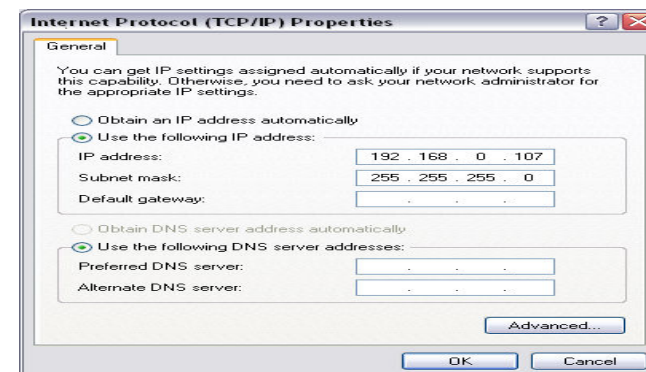 Internet Protocol (TCP/IP) Properties
General
You can get IP settings assigned automatically if your network supports
this capability. Otherwise, you need to ask your network administrator for
the appropriate IP settings.
Obtain an IP address automatically
Use the following IP address:
IP address: 192 . 168 . 0 . 107
Subnet mask: 255 . 255 . 255 . 0
Default gateway: . . .
Obtain DNS server address automatically
Use the following DNS server addresses:
Preferred DNS server: . . .
Alternate DNS server: . . .
Advanced...
OK Cancel